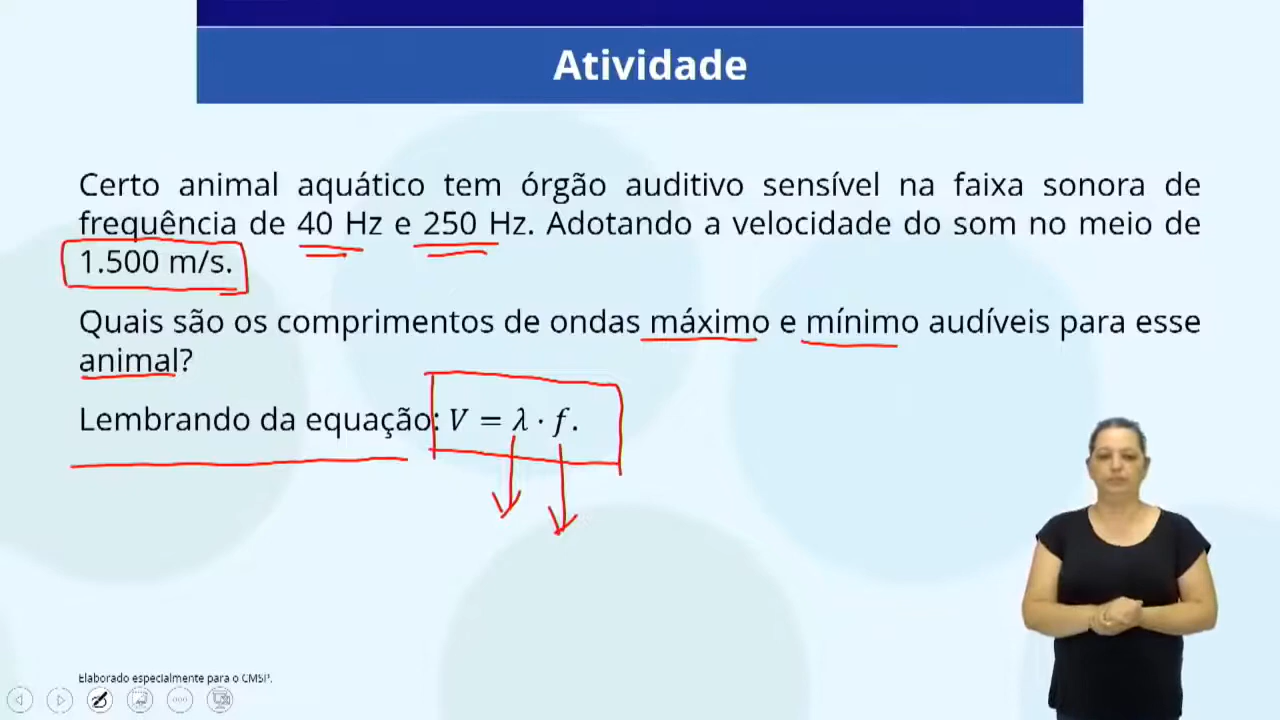 Atividade
Certo animal aquático tem órgão auditivo sensível na faixa sonora de
frequência de 40 Hz e 250 Hz. Adotando a velocidade do som no meio de
1.500 m/s.
Quais são os comprimentos de ondas máximo e mínimo audíveis para esse
animal?
Lembrando da equação: V = λ · f.
Elaborado especialmente para o CMSP.